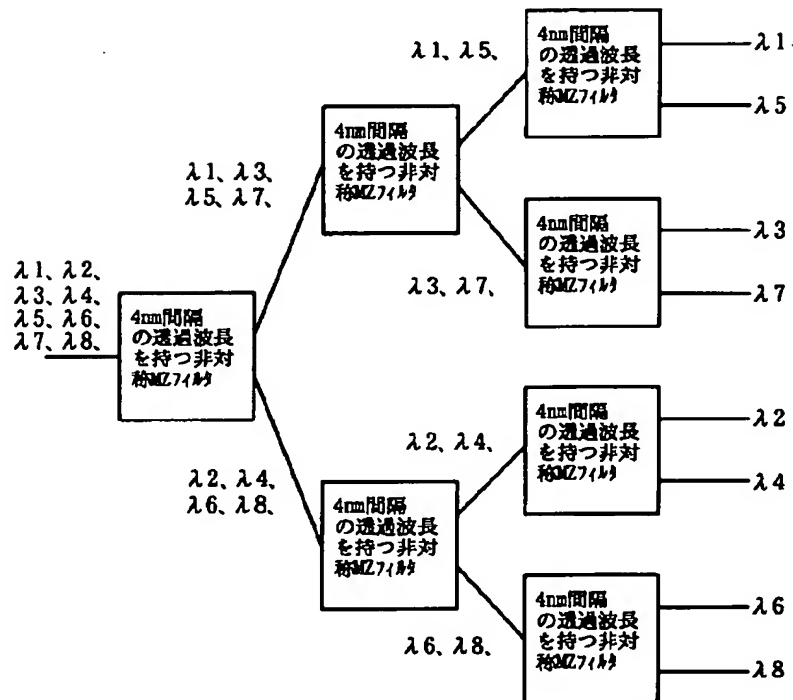 λ1、λ2、
λ3、λ4、
λ5、λ6、
λ7、λ8、
4nm間隔
の透過波長
を持つ非対
称MZフィルタ
λ1、λ3、
λ5、λ7、
4nm間隔
の透過波長
を持つ非対
称MZフィルタ
λ2、λ4、
λ6、λ8、
4nm間隔
の透過波長
を持つ非対
称MZフィルタ
λ1、λ5、
4nm間隔
の透過波長
を持つ非対
称MZフィルタ
λ1
λ5
λ3、λ7、
4nm間隔
の透過波長
を持つ非対
称MZフィルタ
λ3
λ7
λ2、λ4、
4nm間隔
の透過波長
を持つ非対
称MZフィルタ
λ2
λ4
λ6、λ8、
4nm間隔
の透過波長
を持つ非対
称MZフィルタ
λ6
λ8